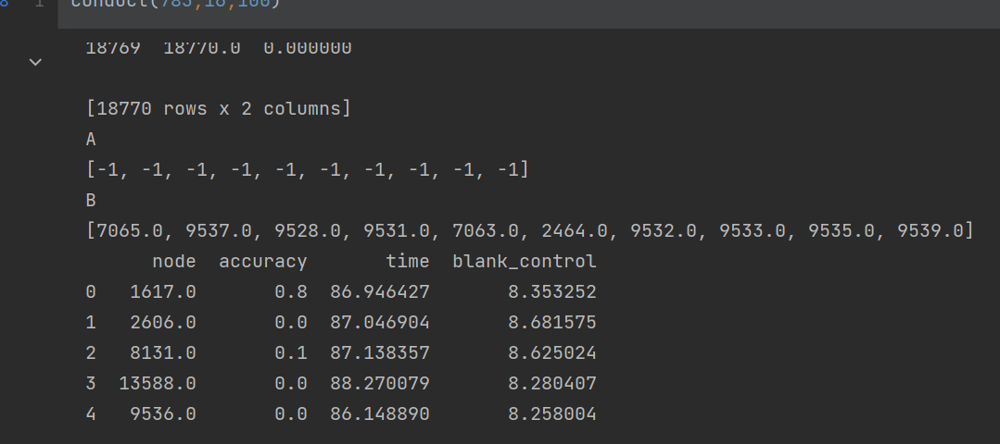 8 1 conduct(785,18,100)
18769 18770.0 0.000000
[18770 rows x 2 columns]
A
[-1, -1, -1, -1, -1, -1, -1, -1, -1, -1]
B
[7065.0, 9537.0, 9528.0, 9531.0, 7063.0, 2464.0, 9532.0, 9533.0, 9535.0, 9539.0]
node accuracy time blank_control
0 1617.0 0.8 86.946427 8.353252
1 2606.0 0.0 87.046904 8.681575
2 8131.0 0.1 87.138357 8.625024
3 13588.0 0.0 88.270079 8.280407
4 9536.0 0.0 86.148890 8.258004